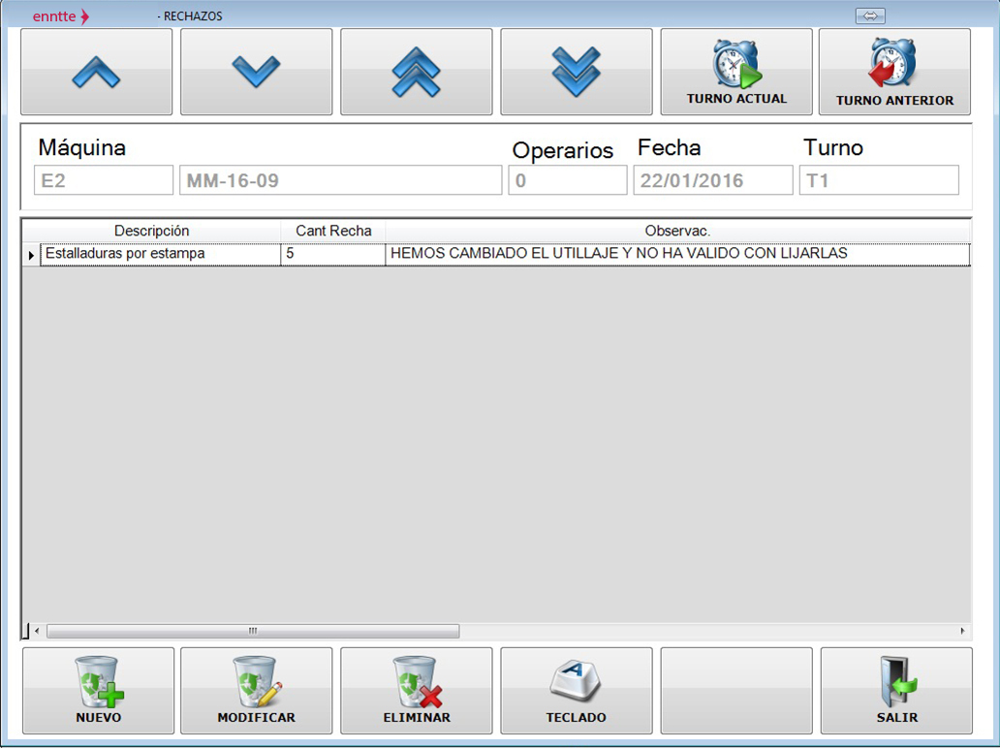 enntte - RECHAZOS
TURNO ACTUAL TURNO ANTERIOR
Máquina Operarios Fecha Turno
E2 MM-16-09 0 22/01/2016 T1
Descripción Cant Recha Observac.
Estalladuras por estampa 5 HEMOS CAMBIADO EL UTILLAJE Y NO HA VALIDO CON LIJARLAS
NUEVO MODIFICAR ELIMINAR TECLADO SALIR